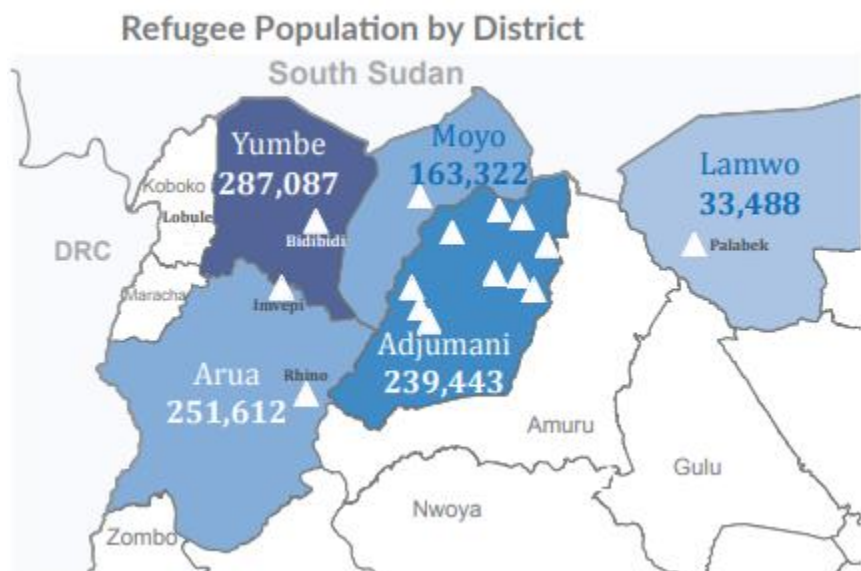 Refugee Population by District
South Sudan
Yumbe
287,087
Moyo
163,322
Lamwo
33,488
Koboko
Lobule
Bidibidi
Palabek
DRC
Maracha
Imvepi
Adjumani
239,443
Arua
251,612
Rhino
Amuru
Gulu
Nwoya
Zombo